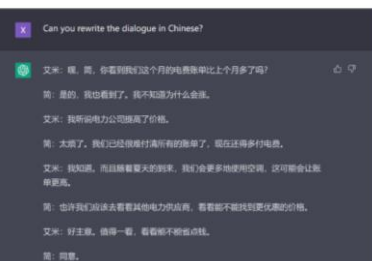 X
Can you rewrite the dialogue in Chinese?
艾米：嘿，简，你看到我们这个月的电费账单比上个月多了吗？
简：是的，我也看到了。我不知道为什么会涨。
艾米：我听说电力公司提高了价格。
简：太烦了。我们已经很难付清所有的账单了，现在还得多付电费。
艾米：我知道。而且随着夏天的到来，我们会更多地使用空调，这可能会让账
单更高。
简：也许我们应该去看看其他电力供应商，看看能不能找到更优惠的价格。
艾米：好主意。值得一看，看看能不能省点钱。
简：同意。